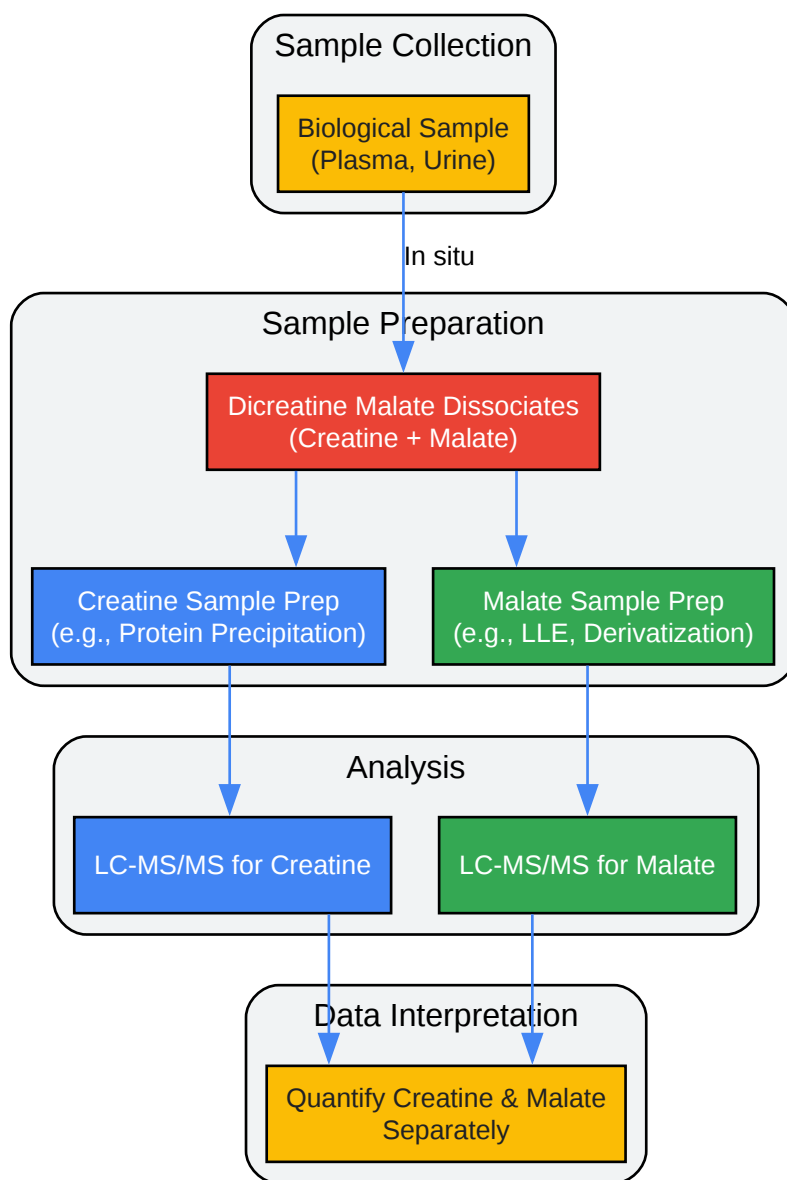 Sample Collection
Biological Sample
(Plasma, Urine)
In situ
Sample Preparation
Dicreatine Malate Dissociates
(Creatine + Malate)
Creatine Sample Prep
(e.g., Protein Precipitation)
Malate Sample Prep
(e.g., LLE, Derivatization)
Analysis
LC-MS/MS for Creatine
LC-MS/MS for Malate
Data Interpretation
Quantify Creatine & Malate
Separately